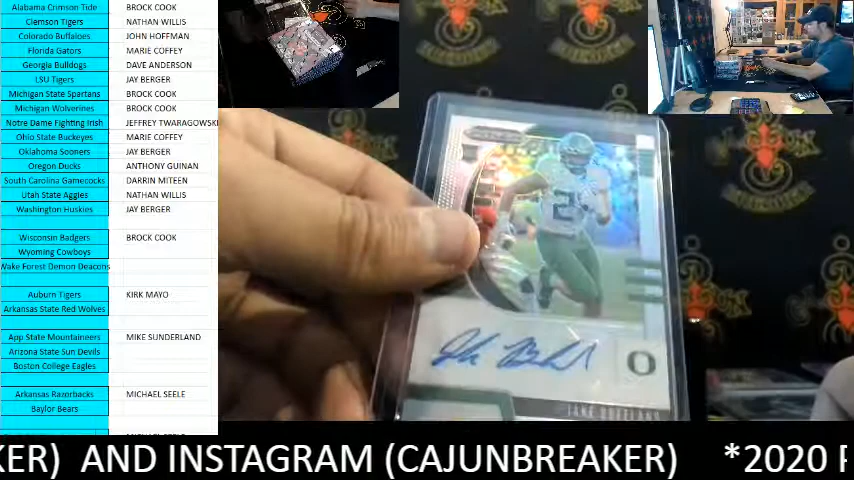 Alabama Crimson Tide BROCK COOK
Clemson Tigers NATHAN WILLIS
Colorado Buffaloes JOHN HOFFMAN
Florida Gators MARIE COFFEY
Georgia Bulldogs DAVE ANDERSON
LSU Tigers JAY BERGER
Michigan State Spartans BROCK COOK
Michigan Wolverines BROCK COOK
Notre Dame Fighting Irish JEFFREY TWARAGOWSK
Ohio State Buckeyes MARIE COFFEY
Oklahoma Sooners JAY BERGER
Oregon Ducks ANTHONY GUINAN
South Carolina Gamecocks DARRIN MITEEN
Utah State Aggies NATHAN WILLIS
Washington Huskies JAY BERGER
Wisconsin Badgers BROCK COOK
Wyoming Cowboys
Wake Forest Demon Deacons
Auburn Tigers KIRK MAYO
Arkansas State Red Wolves
App State Mountaineers MIKE SUNDERLAND
Arizona State Sun Devils
Boston College Eagles
Arkansas Razorbacks MICHAEL SEELE
Baylor Bears
2
O
JAKE
KER) AND INSTAGRAM (CAJUNBREAKER) *2020